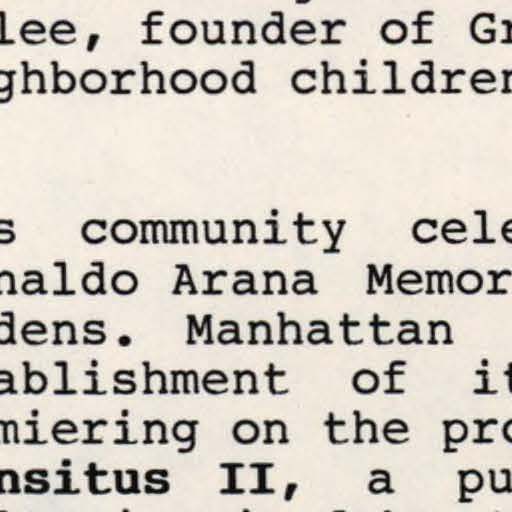 lee, founder of Gr
ghborhood children
s community cele
naldo Arana Memor
dens. Manhattan
ablishment of it
miering on the pro
nsitus II, a pu